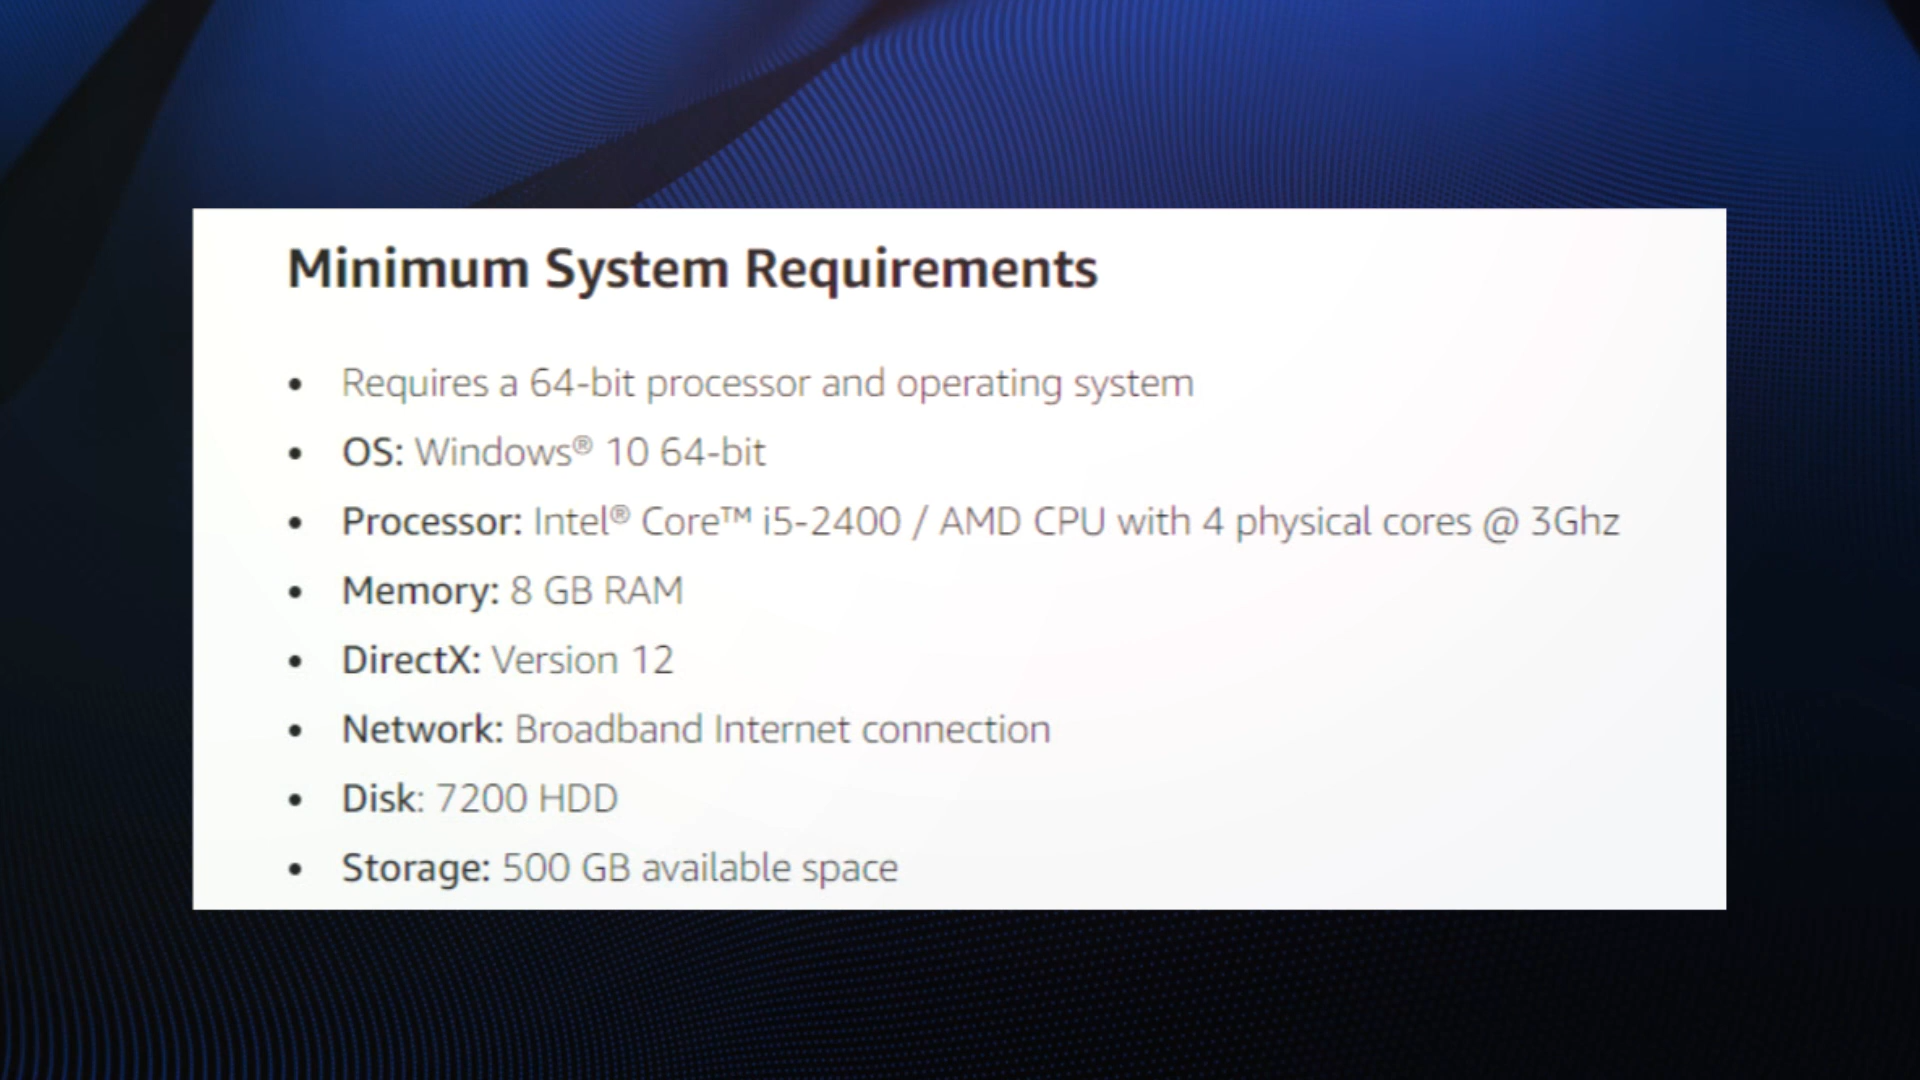 Minimum System Requirements
• Requires a 64-bit processor and operating system
• OS: Windows® 10 64-bit
• Processor: Intel® Core™ i5-2400 / AMD CPU with 4 physical cores @ 3Ghz
• Memory: 8 GB RAM
• DirectX: Version 12
• Network: Broadband Internet connection
• Disk: 7200 HDD
• Storage: 500 GB available space